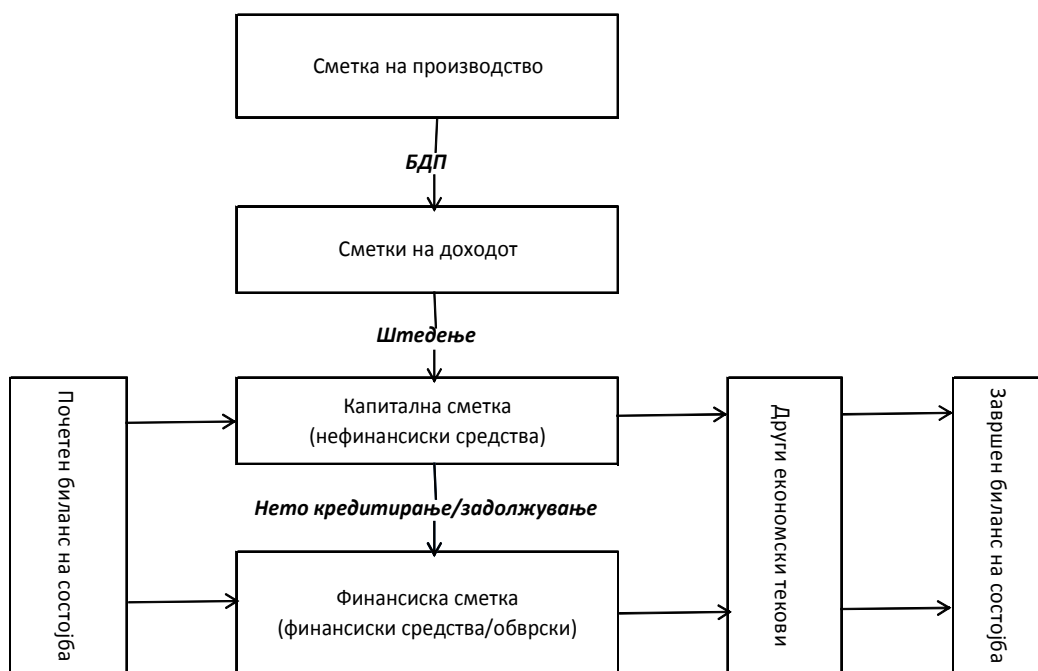 Сметка на производство
БДП
Сметки на доходот
Штедење
Почетен биланс на состојба
Капитална сметка
(нефинансиски средства)
Нето кредитирање/задолжување
Финансиска сметка
(финансиски средства/обврски)
Други економски текови
Завршен биланс на состојба